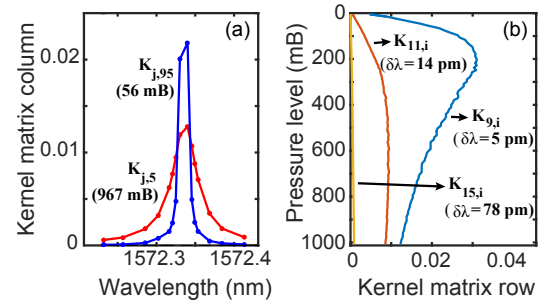 (a)
Kernel matrix column
0.02
0.01
0
K_{j,95}
(56 mB)
K_{j,5}
(967 mB)
1572.3
1572.4
Wavelength (nm)
(b)
Pressure level (mB)
0
200
400
600
800
1000
K_{11,i}
(δλ=14 pm)
K_{9,i}
(δλ=5 pm)
K_{15,i}
(δλ=78 pm)
0
0.02
0.04
Kernel matrix row